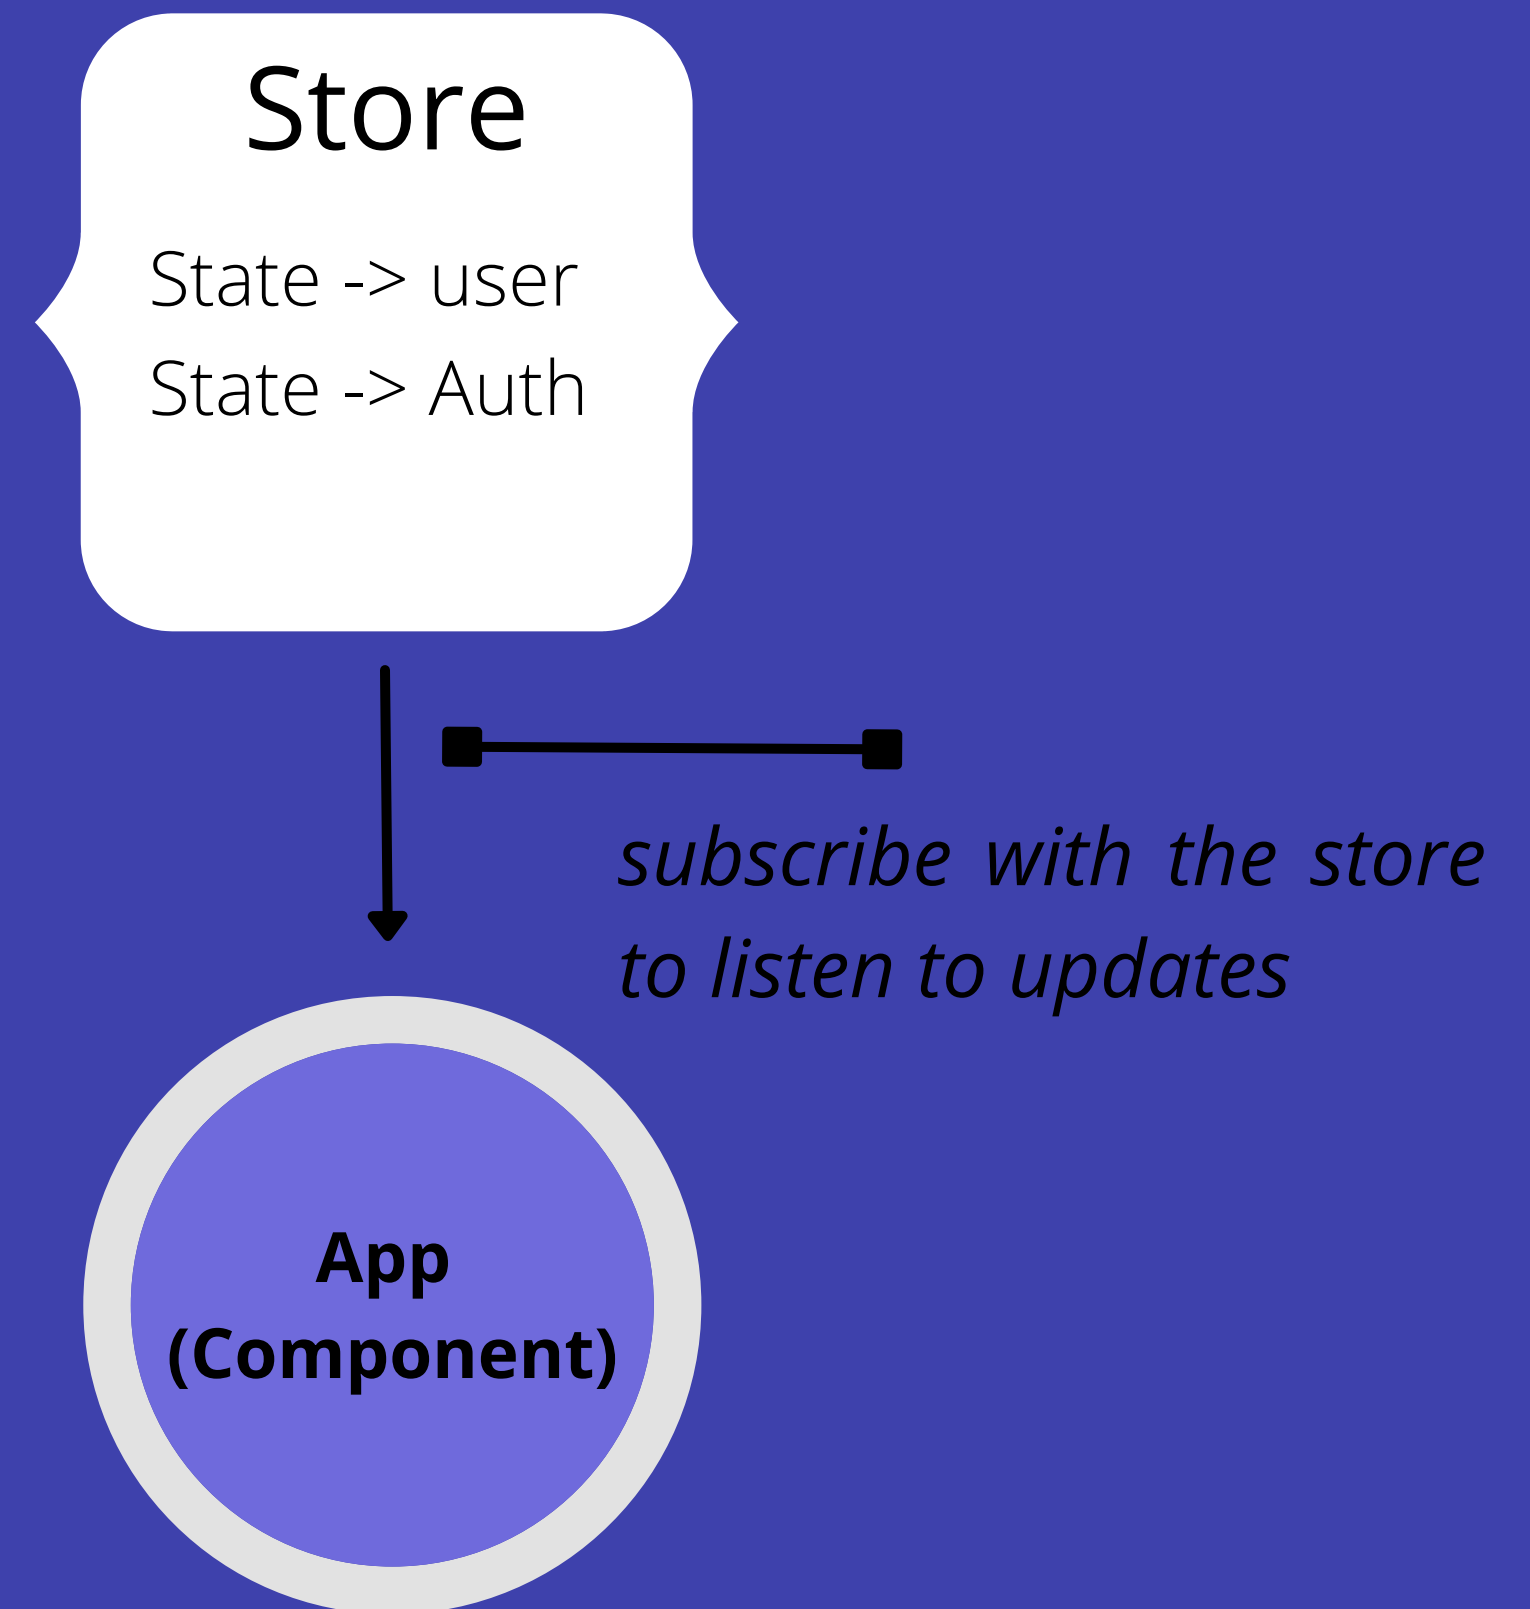 Store
State -> user
State -> Auth
subscribe with the store
to listen to updates
App
(Component)